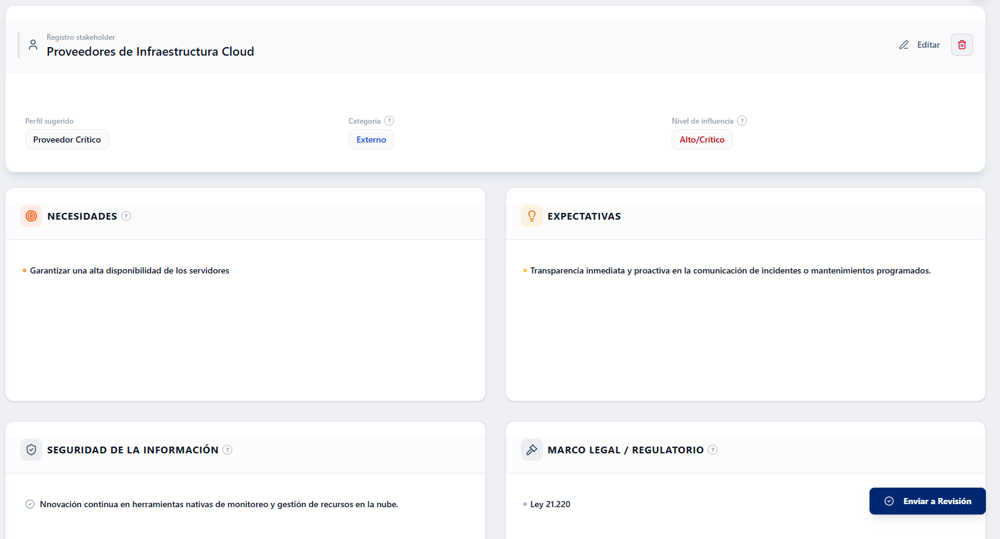 Registro stakeholder
Proveedores de Infraestructura Cloud
Editar
Perfil sugerido
Categoría ?
Nivel de influencia ?
Proveedor Crítico
Externo
Alto/Crítico
NECESIDADES ?
Garantizar una alta disponibilidad de los servidores
EXPECTATIVAS
Transparencia inmediata y proactiva en la comunicación de incidentes o mantenimientos programados.
SEGURIDAD DE LA INFORMACIÓN ?
Nnovación continua en herramientas nativas de monitoreo y gestión de recursos en la nube.
MARCO LEGAL / REGULATORIO ?
Ley 21.220
Enviar a Revisión